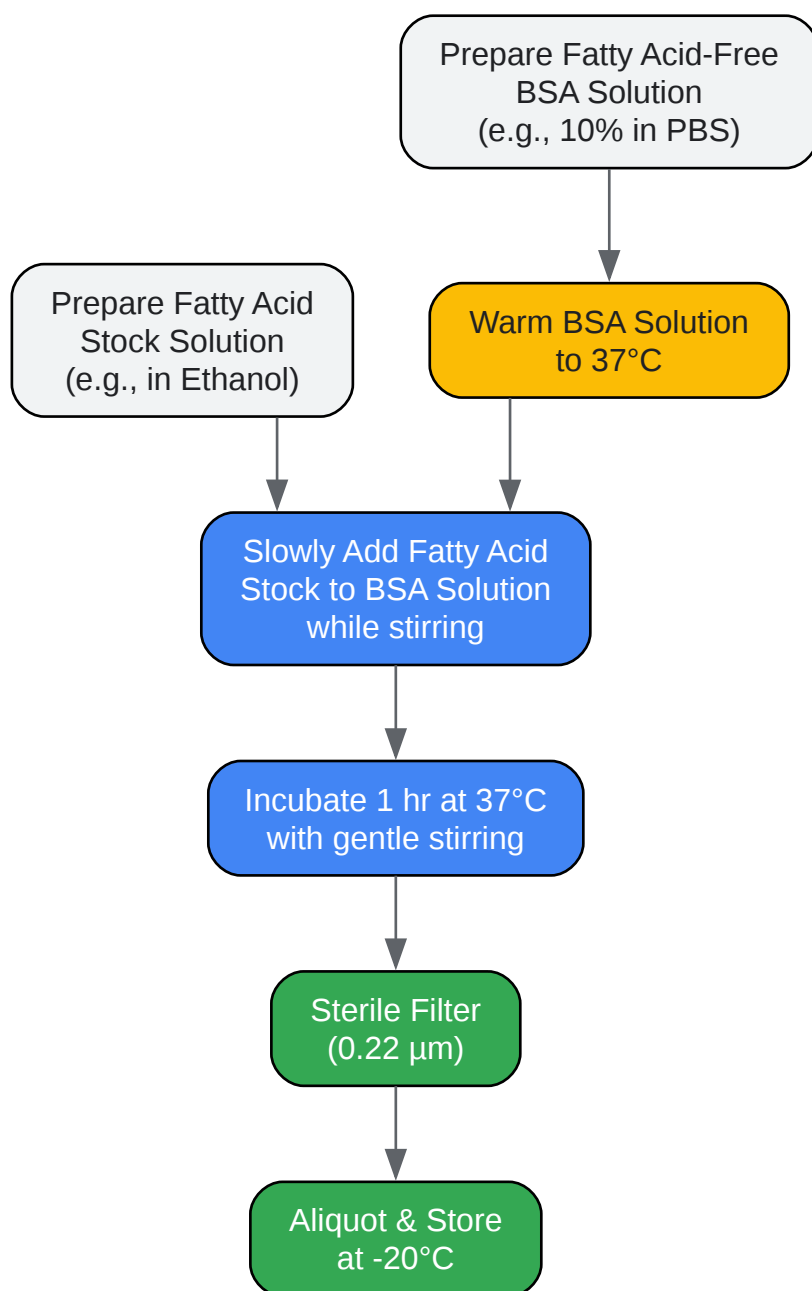 Prepare Fatty Acid-Free
BSA Solution
(e.g., 10% in PBS)
Prepare Fatty Acid
Stock Solution
(e.g., in Ethanol)
Warm BSA Solution
to 37°C
Slowly Add Fatty Acid
Stock to BSA Solution
while stirring
Incubate 1 hr at 37°C
with gentle stirring
Sterile Filter
(0.22 µm)
Aliquot & Store
at -20°C